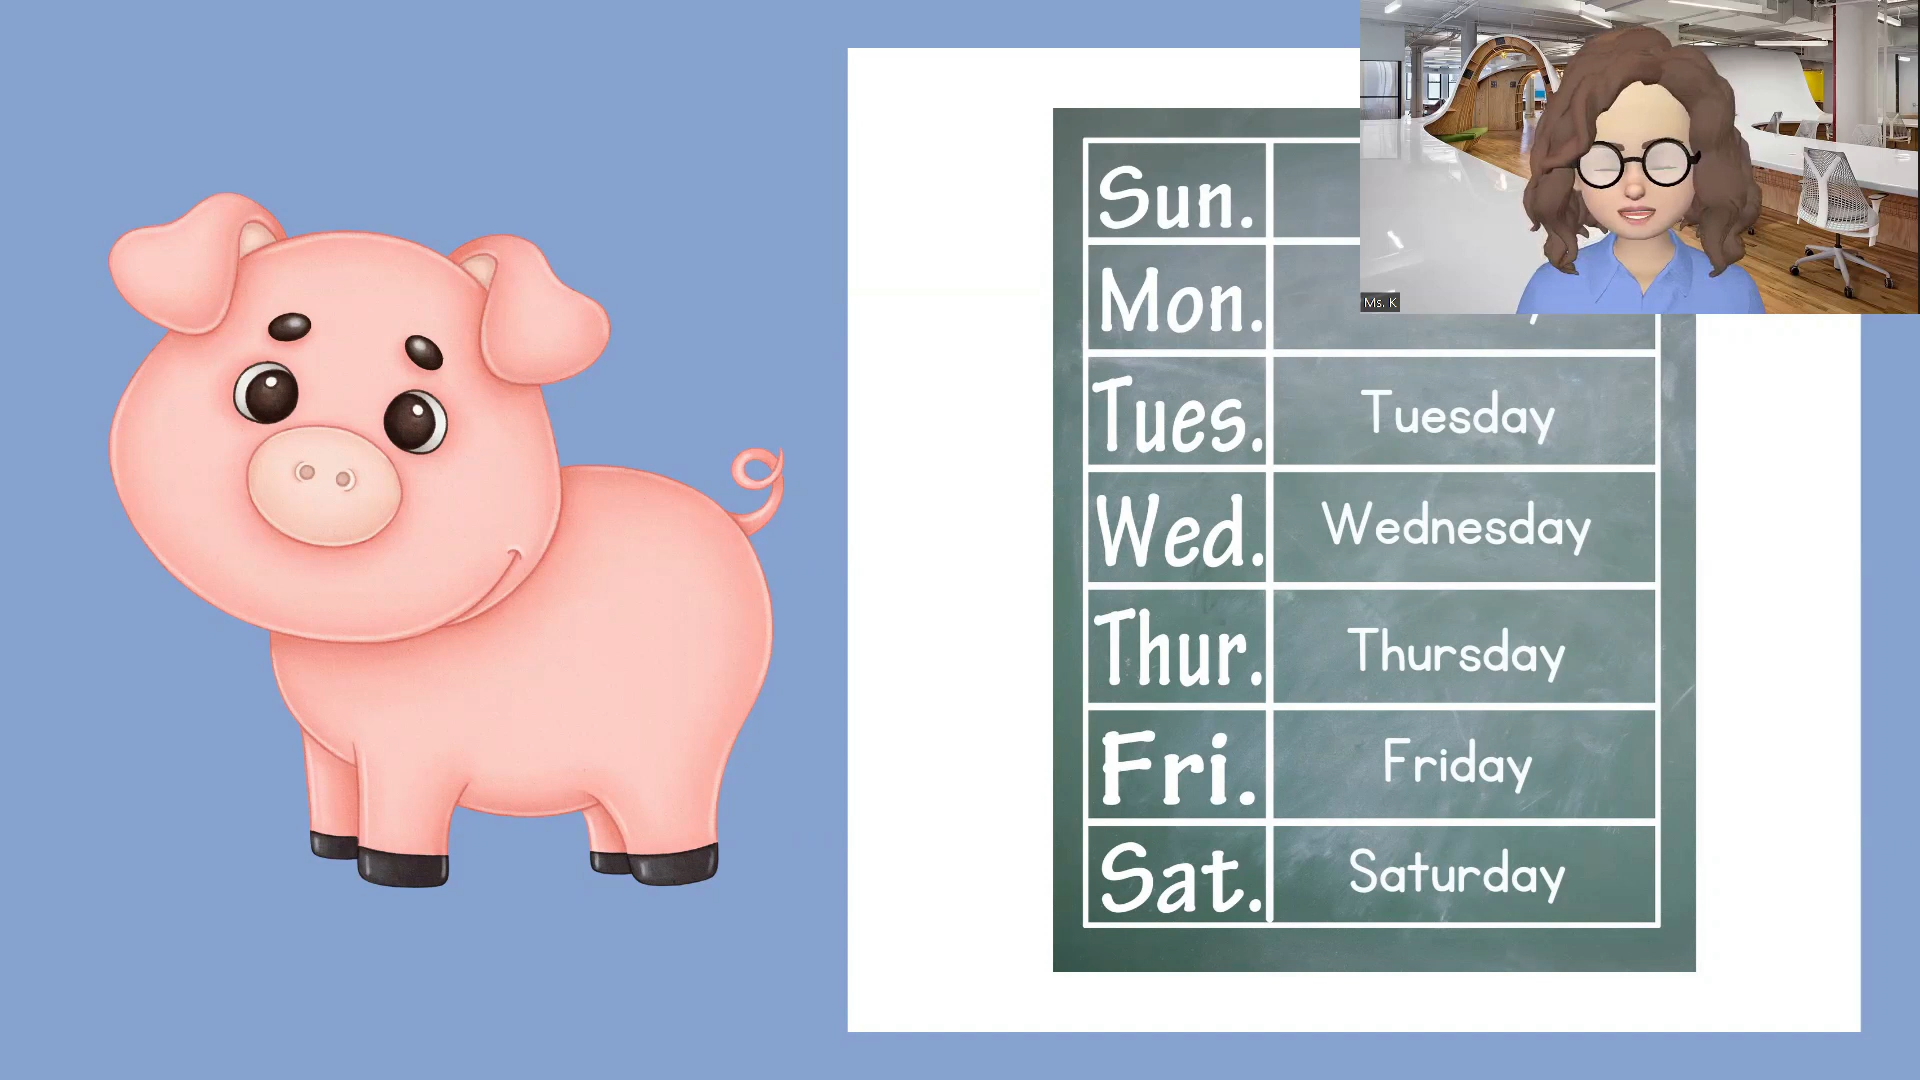 Sun.
Mon.
Tues. Tuesday
Wed. Wednesday
Thur. Thursday
Fri. Friday
Sat. Saturday
Ms. K